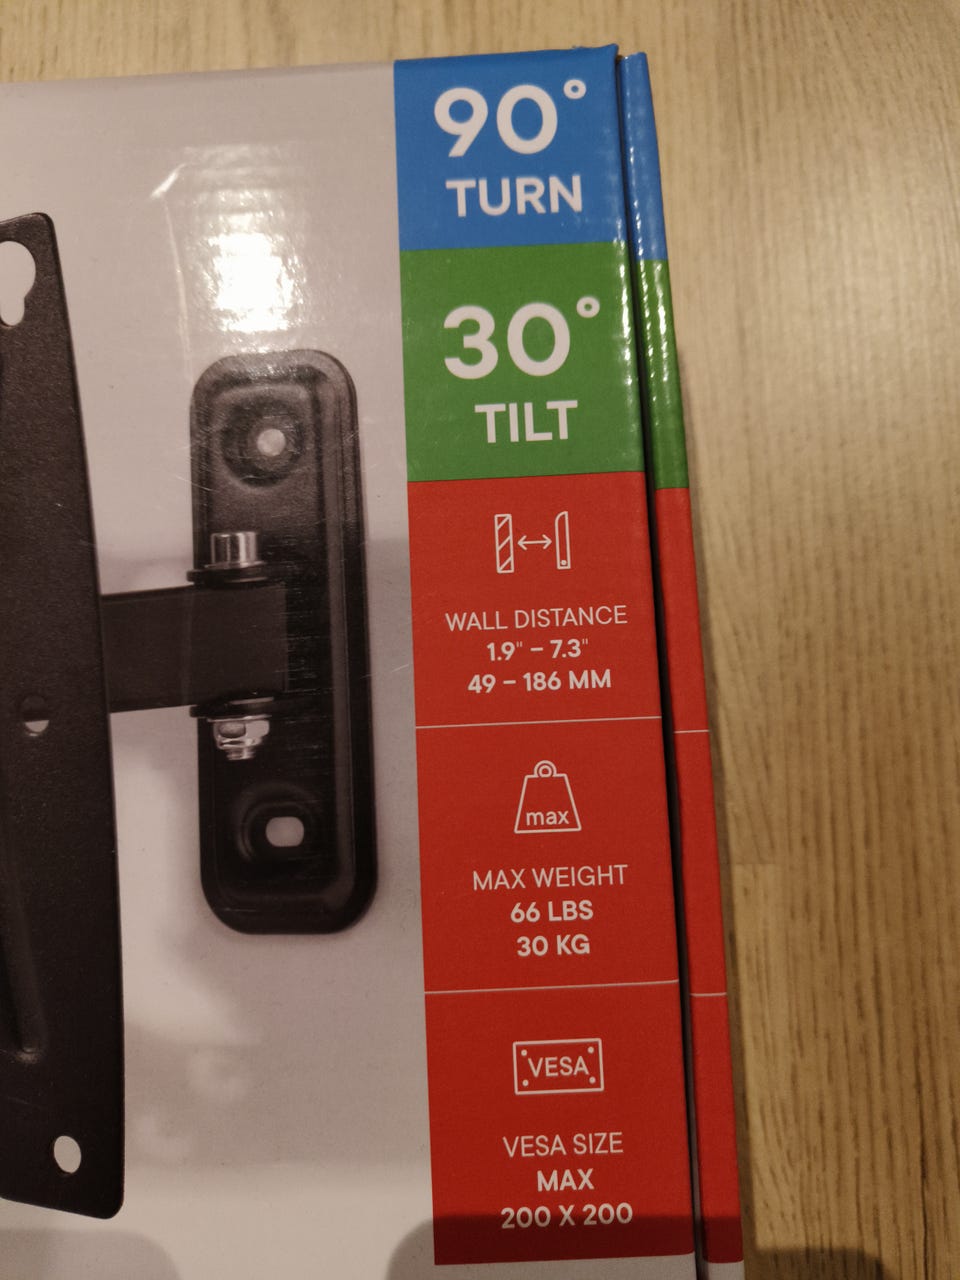 90°
TURN
30°
TILT
WALL DISTANCE
1.9" – 7.3"
49 – 186 MM
max
MAX WEIGHT
66 LBS
30 KG
VESA
VESA SIZE
MAX
200 X 200